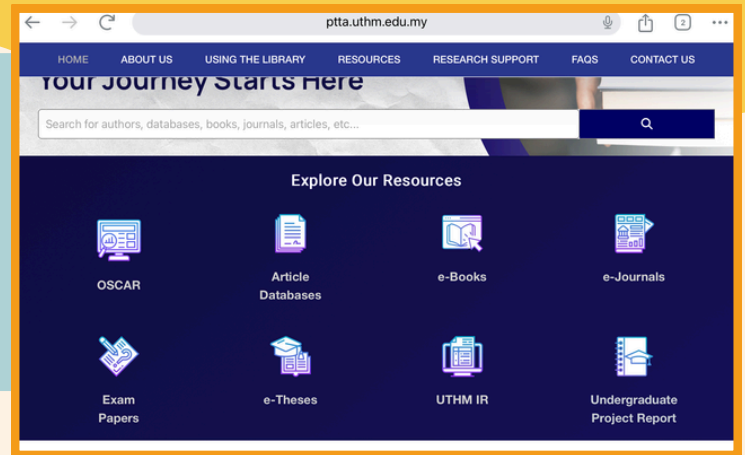 ptta.uthm.edu.my
2
HOME ABOUT US USING THE LIBRARY RESOURCES RESEARCH SUPPORT FAQS CONTACT US
Your Journey Starts Here
Search for authors, databases, books, journals, articles, etc...
Explore Our Resources
OSCAR
Article
Databases
e-Books
e-Journals
Exam
Papers
e-Theses
UTHM IR
Undergraduate
Project Report